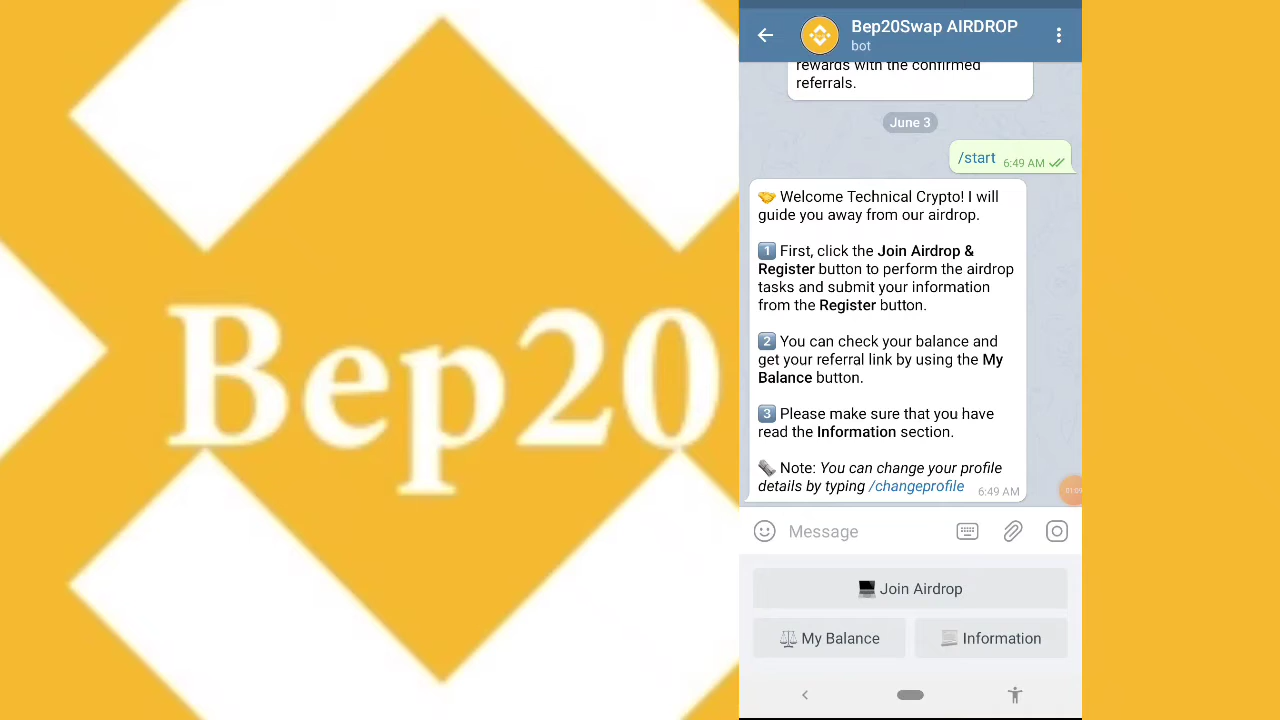 Bep20
Bep20Swap AIRDROP
bot
rewards with the confirmed
referrals.
June 3
/start 6:49 AM
🤝 Welcome Technical Crypto! I will
guide you away from our airdrop.
1️⃣ First, click the Join Airdrop &
Register button to perform the airdrop
tasks and submit your information
from the Register button.
2️⃣ You can check your balance and
get your referral link by using the My
Balance button.
3️⃣ Please make sure that you have
read the Information section.
🗞 Note: You can change your profile
details by typing /changeprofile 6:49 AM
Message
Join Airdrop
My Balance
Information